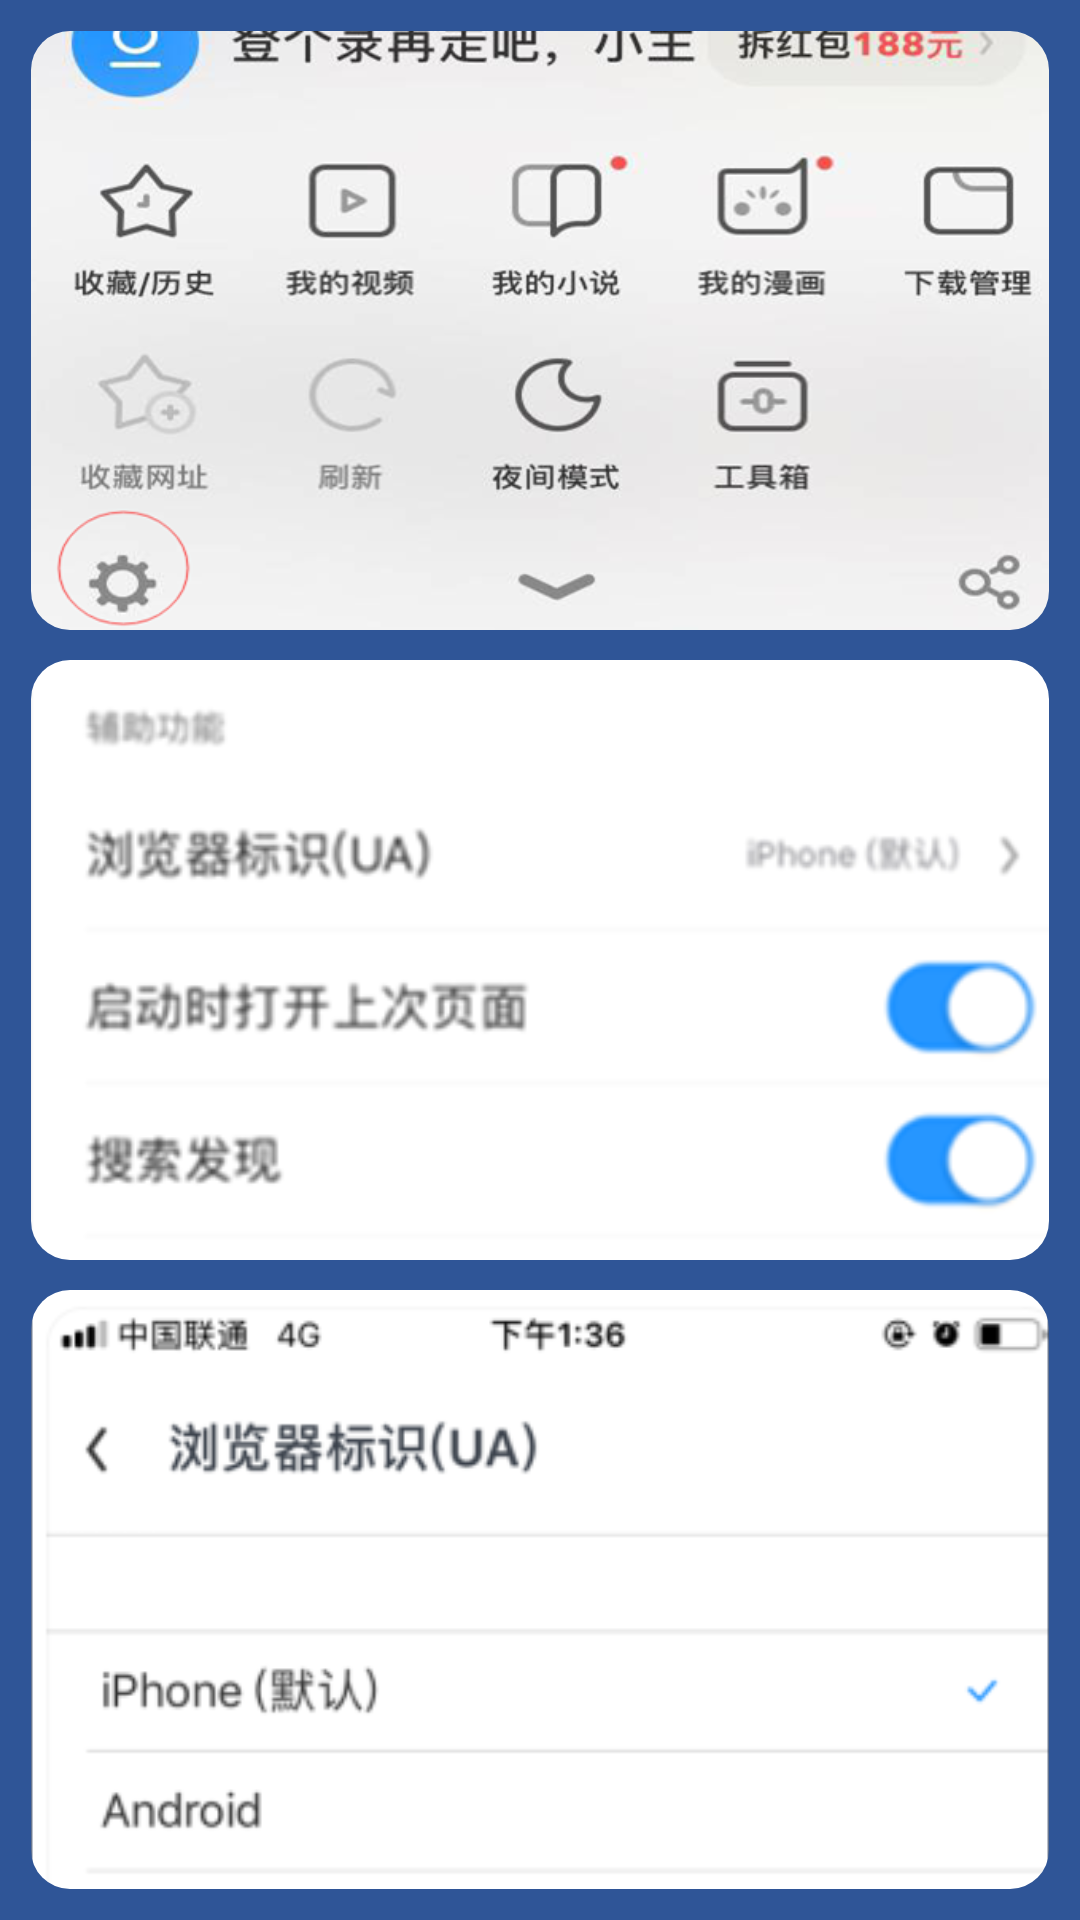 登个录再走吧，小主 拆红包188元
收藏/历史 我的视频 我的小说 我的漫画 下载管理
收藏网址 刷新 夜间模式 工具箱
辅助功能
浏览器标识(UA) iPhone (默认)
启动时打开上次页面
搜索发现
中国联通 4G 下午1:36
浏览器标识(UA)
iPhone (默认)
Android